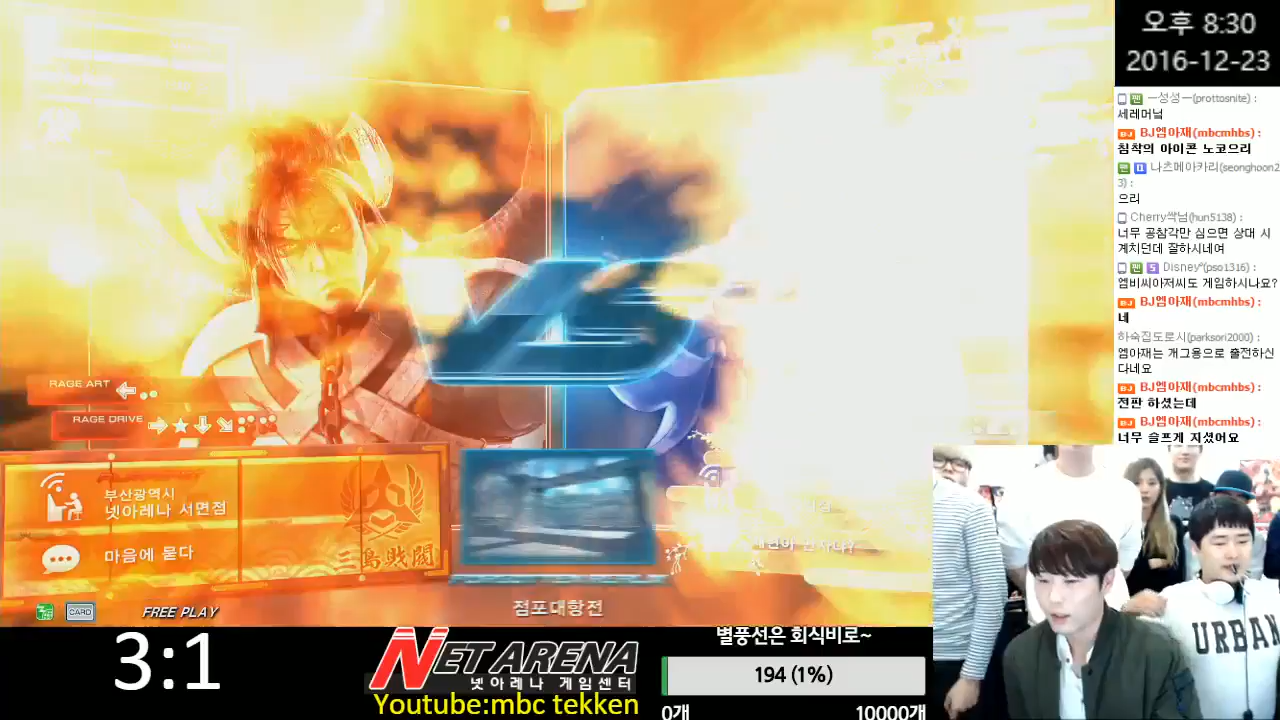 오후 8:30
2016-12-23
ㅡ성성ㅡ(prottosnite) :
세레머닠
BJ BJ엠아재(mbcmhbs) :
침착의 아이콘 노코으리
나츠메아카리(seonghoon2
3) :
으리
Cherry싹님(hun5138) :
너무 공참각만 심으면 상대 시
계치던데 잘하시네여
Disney°(pso1316) :
엠비씨아저씨도 게임하시나요?
BJ BJ엠아재(mbcmhbs) :
네
하숙집도로시(parksori2000) :
엠아재는 개그용으로 출전하신
다네요
BJ BJ엠아재(mbcmhbs) :
전판 하셨는데
BJ BJ엠아재(mbcmhbs) :
너무 슬프게 지셨어요
RAGE ART
RAGE DRIVE
부산광역시
넷아레나 서면점
마음에 묻다
三島戝閥
CARD
FREE PLAY
점포대항전
3:1
NET ARENA
넷아레나 게임센터
Youtube:mbc tekken
별풍선은 회식비로~
194 (1%)
0개
10000개
URBAN